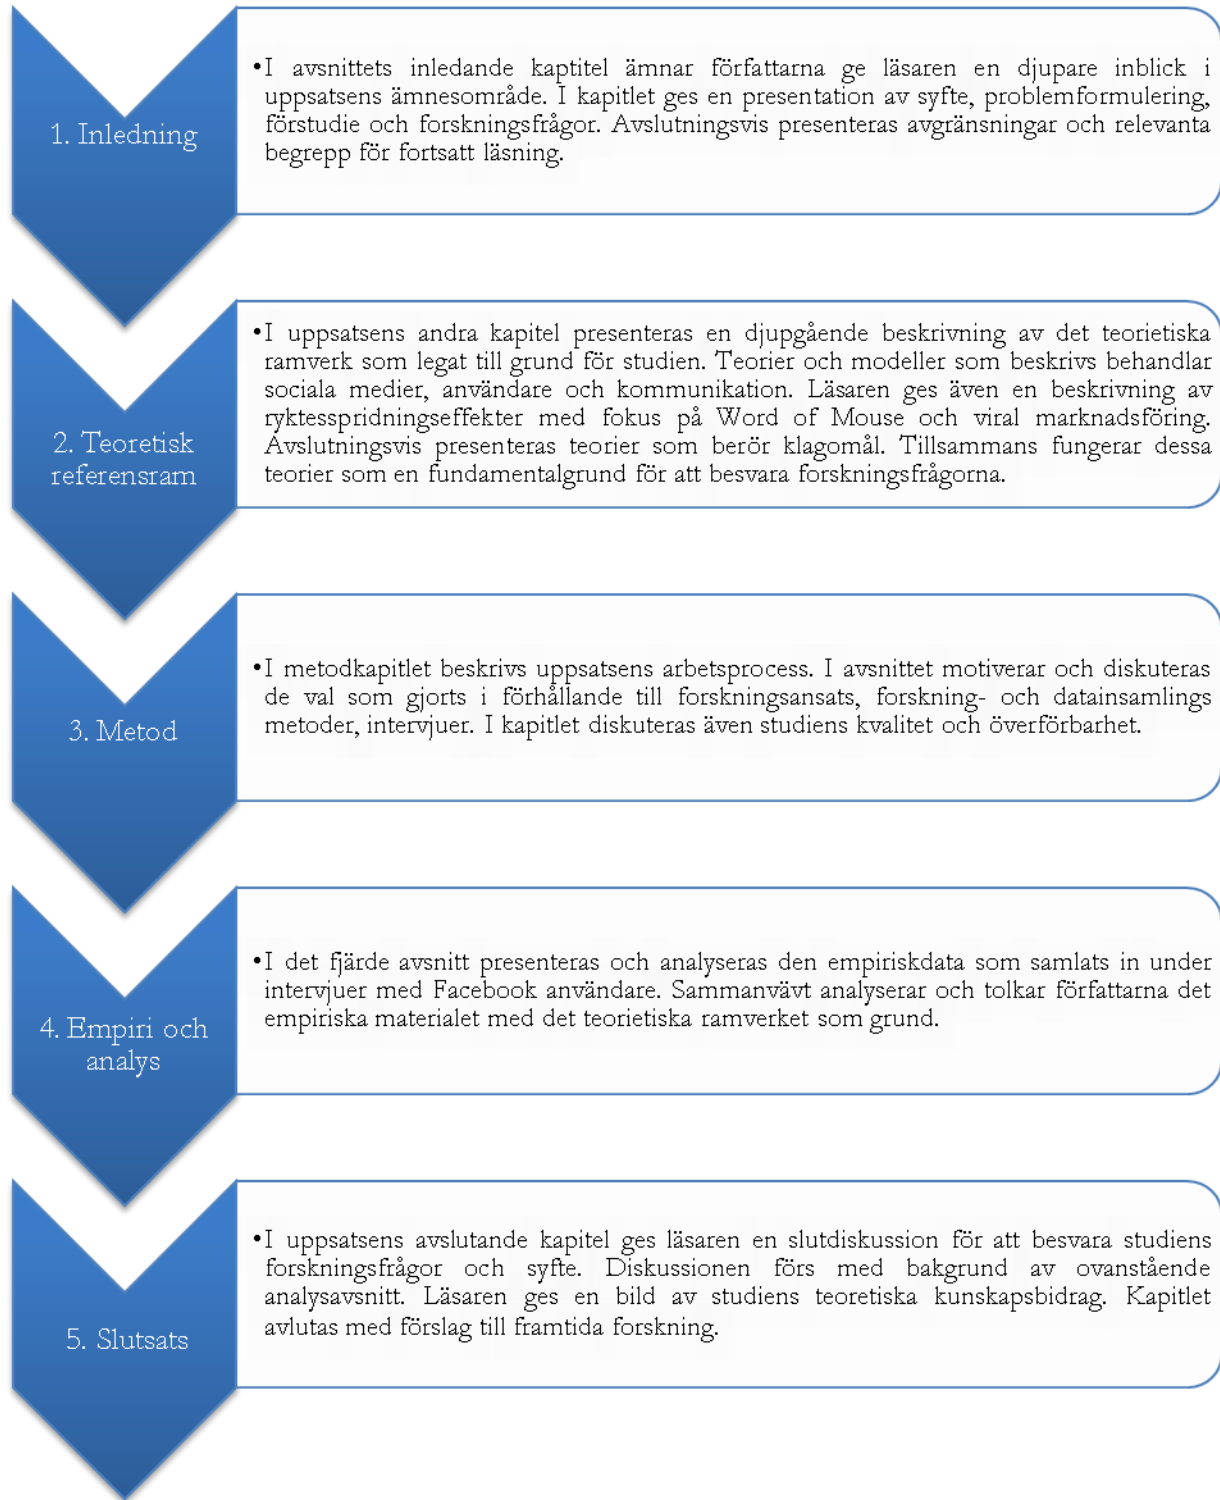 1. Inledning
•I avsnittets inledande kaptitel ämnar författarna ge läsaren en djupare inblick i
uppsatsens ämnesområde. I kapitlet ges en presentation av syfte, problemformulering,
förstudie och forskningsfrågor. Avslutningsvis presenteras avgränsningar och relevanta
begrepp för fortsatt läsning.
2. Teoretisk
referensram
•I uppsatsens andra kapitel presenteras en djupgående beskrivning av det teorietiska
ramverk som legat till grund för studien. Teorier och modeller som beskrivs behandlar
sociala medier, användare och kommunikation. Läsaren ges även en beskrivning av
ryktesspridningseffekter med fokus på Word of Mouse och viral marknadsföring.
Avslutningsvis presenteras teorier som berör klagomål. Tillsammans fungerar dessa
teorier som en fundamentalgrund för att besvara forskningsfrågorna.
3. Metod
•I metodkapitlet beskrivs uppsatsens arbetsprocess. I avsnittet motiverar och diskuteras
de val som gjorts i förhållande till forskningsansats, forskning- och datainsamlings
metoder, intervjuer. I kapitlet diskuteras även studiens kvalitet och överförbarhet.
4. Empiri och
analys
•I det fjärde avsnitt presenteras och analyseras den empiriskdata som samlats in under
intervjuer med Facebook användare. Sammanvävt analyserar och tolkar författarna det
empiriska materialet med det teorietiska ramverket som grund.
5. Slutsats
•I uppsatsens avslutande kapitel ges läsaren en slutdiskussion för att besvara studiens
forskningsfrågor och syfte. Diskussionen förs med bakgrund av ovanstående
analysavsnitt. Läsaren ges en bild av studiens teoretiska kunskapsbidrag. Kapitlet
avlutas med förslag till framtida forskning.